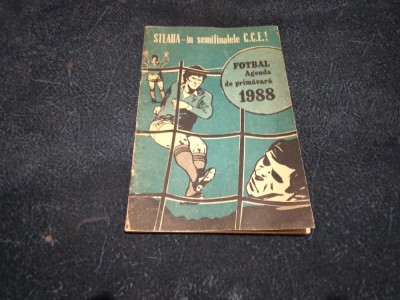 STEAUA - în semifinalele C.C.E.!
FOTBAL
Agenda
de primăvară
1988